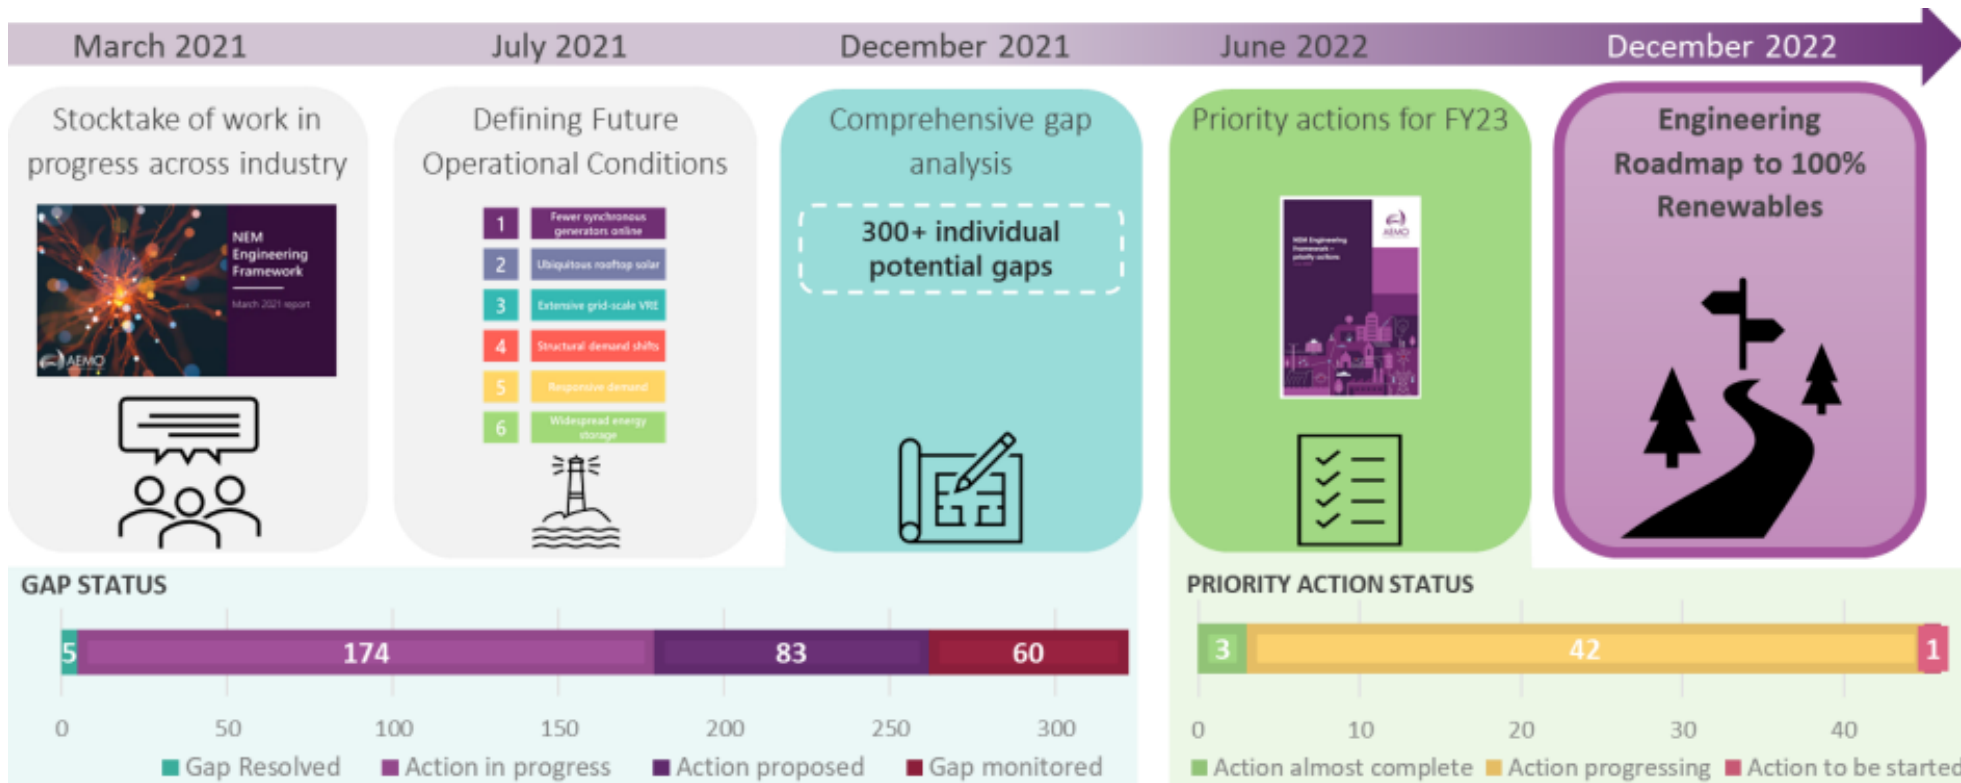 March 2021
July 2021
December 2021
June 2022
December 2022
Stocktake of work in
progress across industry
NEM
Engineering
Framework
March 2021 report
AEMO
Defining Future
Operational Conditions
1
Fewer synchronous
generators online
2
Ubiquitous rooftop solar
3
Extensive grid-scale VRE
4
Structural demand shifts
5
Responsive demand
6
Widespread energy
storage
Comprehensive gap
analysis
300+ individual
potential gaps
Priority actions for FY23
AEMO
NEM Engineering
Framework –
priority actions
Engineering
Roadmap to 100%
Renewables
GAP STATUS
5
174
83
60
0
50
100
150
200
250
300
Gap Resolved
Action in progress
Action proposed
Gap monitored
PRIORITY ACTION STATUS
3
42
1
0
10
20
30
40
Action almost complete
Action progressing
Action to be started